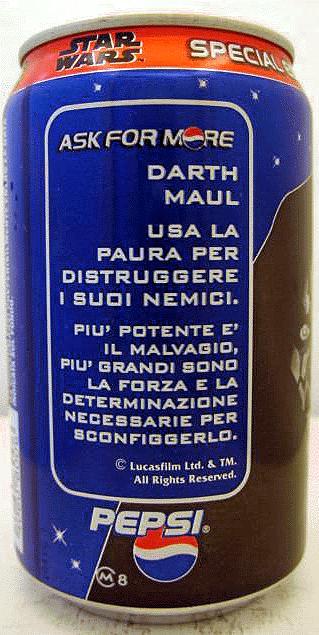 STAR
WARS
SPECIAL
ASK FOR MORE
DARTH
MAUL
USA LA
PAURA PER
DISTRUGGERE
I SUOI NEMICI.
PIU' POTENTE E'
IL MALVAGIO,
PIU' GRANDI SONO
LA FORZA E LA
DETERMINAZIONE
NECESSARIE PER
SCONFIGGERLO.
© Lucasfilm Ltd. & TM.
All Rights Reserved.
PEPSI®
M 8